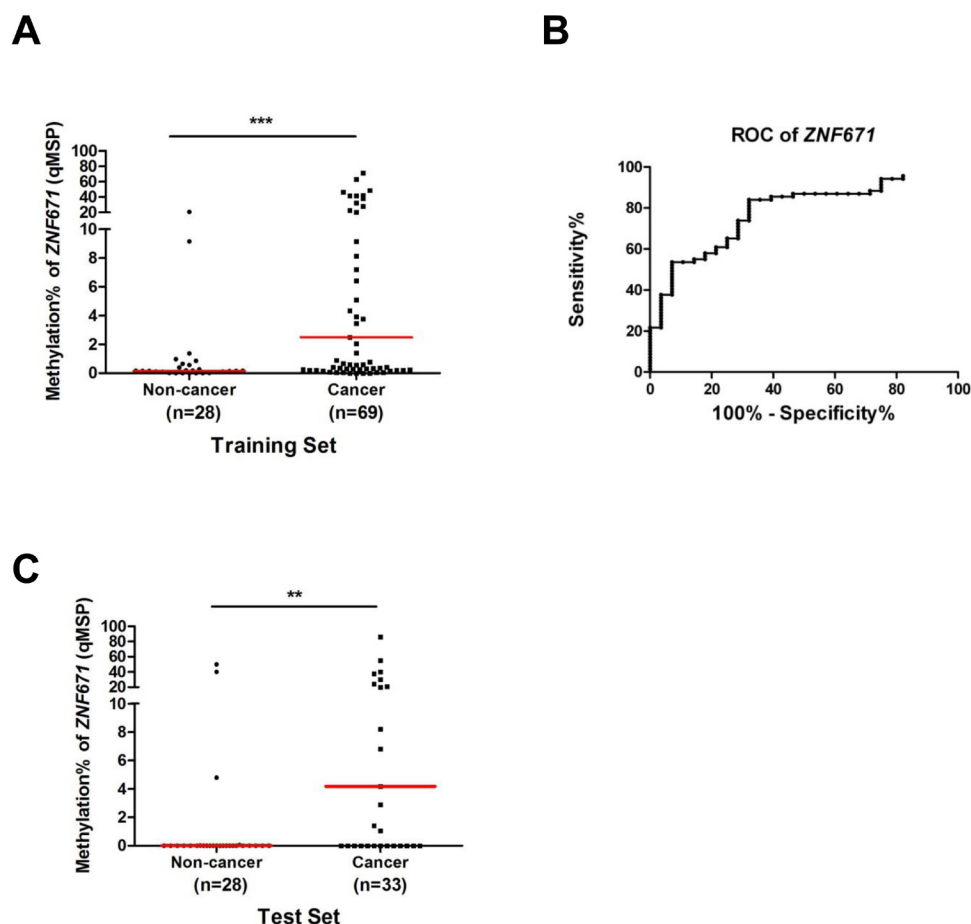 A
B
***
Methylation% of ZNF671 (qMSP)
100
80
60
40
20
10
8
6
4
2
0
Non-cancer
(n=28)
Cancer
(n=69)
Training Set
ROC of ZNF671
Sensitivity%
100
80
60
40
20
0
0 20 40 60 80 100
100% - Specificity%
C
**
Methylation% of ZNF671 (qMSP)
100
80
60
40
20
10
8
6
4
2
0
Non-cancer
(n=28)
Cancer
(n=33)
Test Set